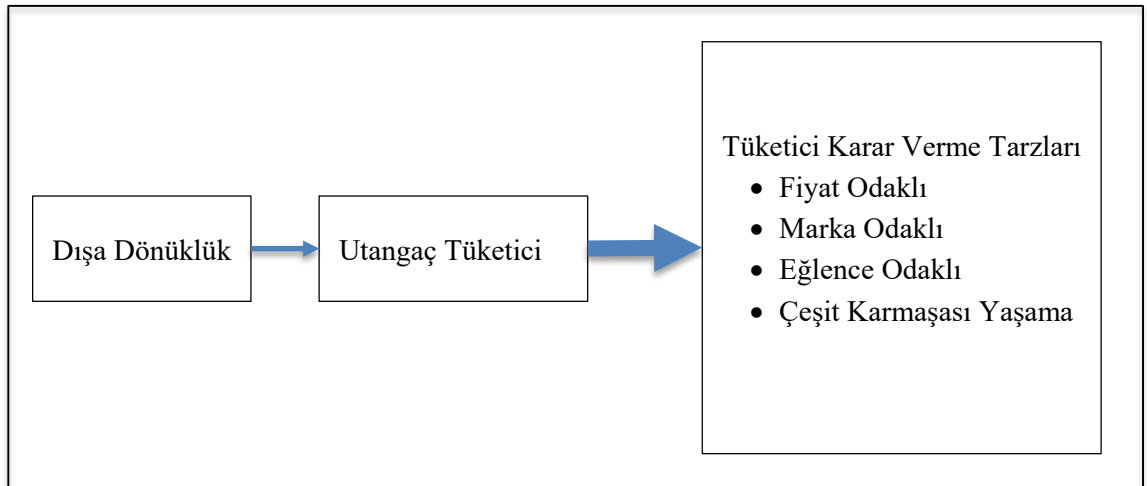 Dışa Dönüklük
Utangaç Tüketici
Tüketici Karar Verme Tarzları
• Fiyat Odaklı
• Marka Odaklı
• Eğlence Odaklı
• Çeşit Karmaşası Yaşama